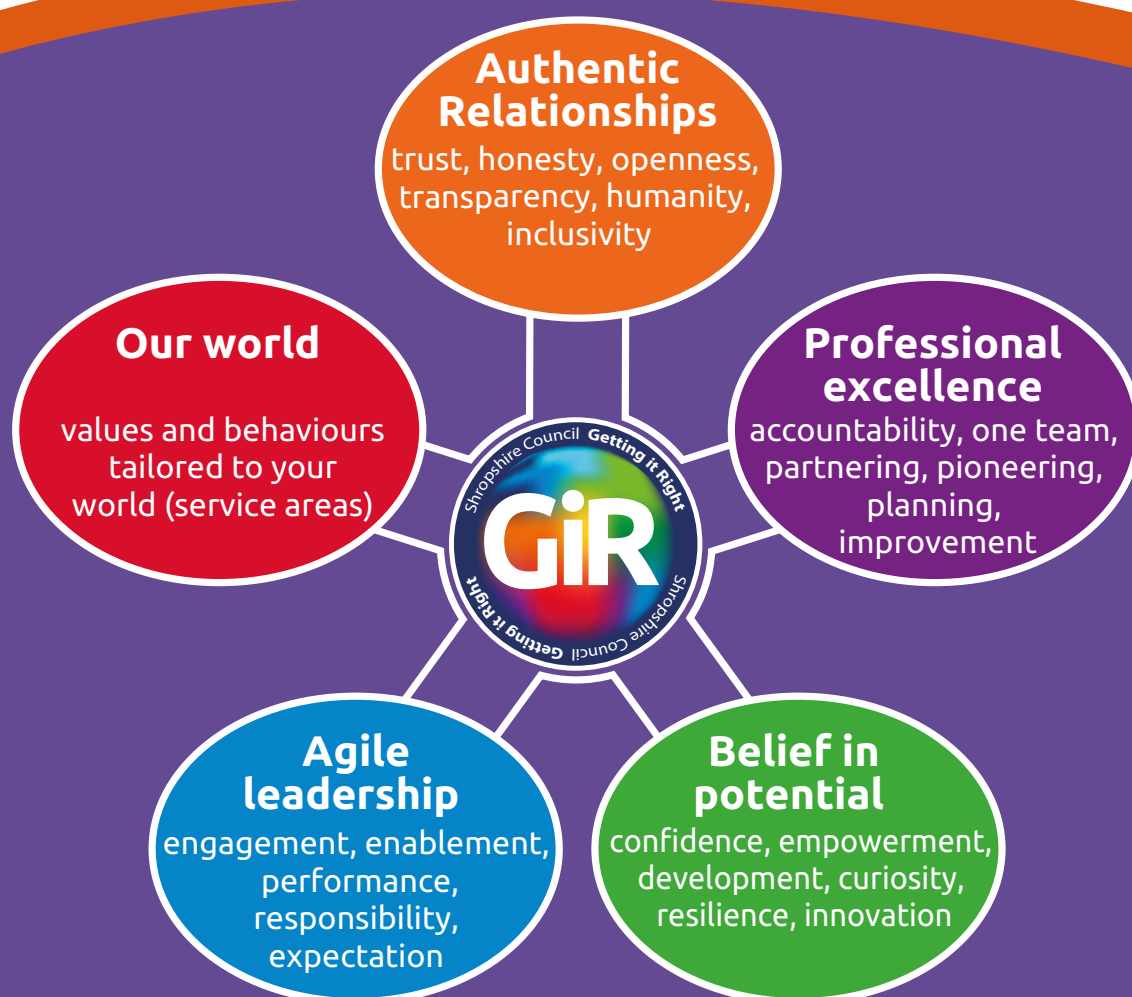 Authentic
Relationships
trust, honesty, openness,
transparency, humanity,
inclusivity
Our world
values and behaviours
tailored to your
world (service areas)
Professional
excellence
accountability, one team,
partnering, pioneering,
planning,
improvement
Shropshire Council Getting it Right
GiR
Shropshire Council Getting it Right
Agile
leadership
engagement, enablement,
performance,
responsibility,
expectation
Belief in
potential
confidence, empowerment,
development, curiosity,
resilience, innovation